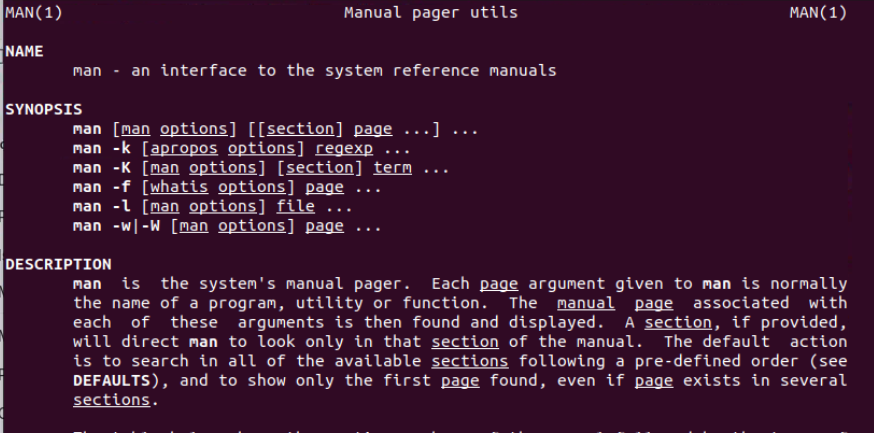 MAN(1) Manual pager utils MAN(1)
NAME
man - an interface to the system reference manuals
SYNOPSIS
man [man options] [[section] page ...] ...
man -k [apropos options] regexp ...
man -K [man options] [section] term ...
man -f [whatis options] page ...
man -l [man options] file ...
man -w|-W [man options] page ...
DESCRIPTION
man is the system's manual pager. Each page argument given to man is normally
the name of a program, utility or function. The manual page associated with
each of these arguments is then found and displayed. A section, if provided,
will direct man to look only in that section of the manual. The default action
is to search in all of the available sections following a pre-defined order (see
DEFAULTS), and to show only the first page found, even if page exists in several
sections.